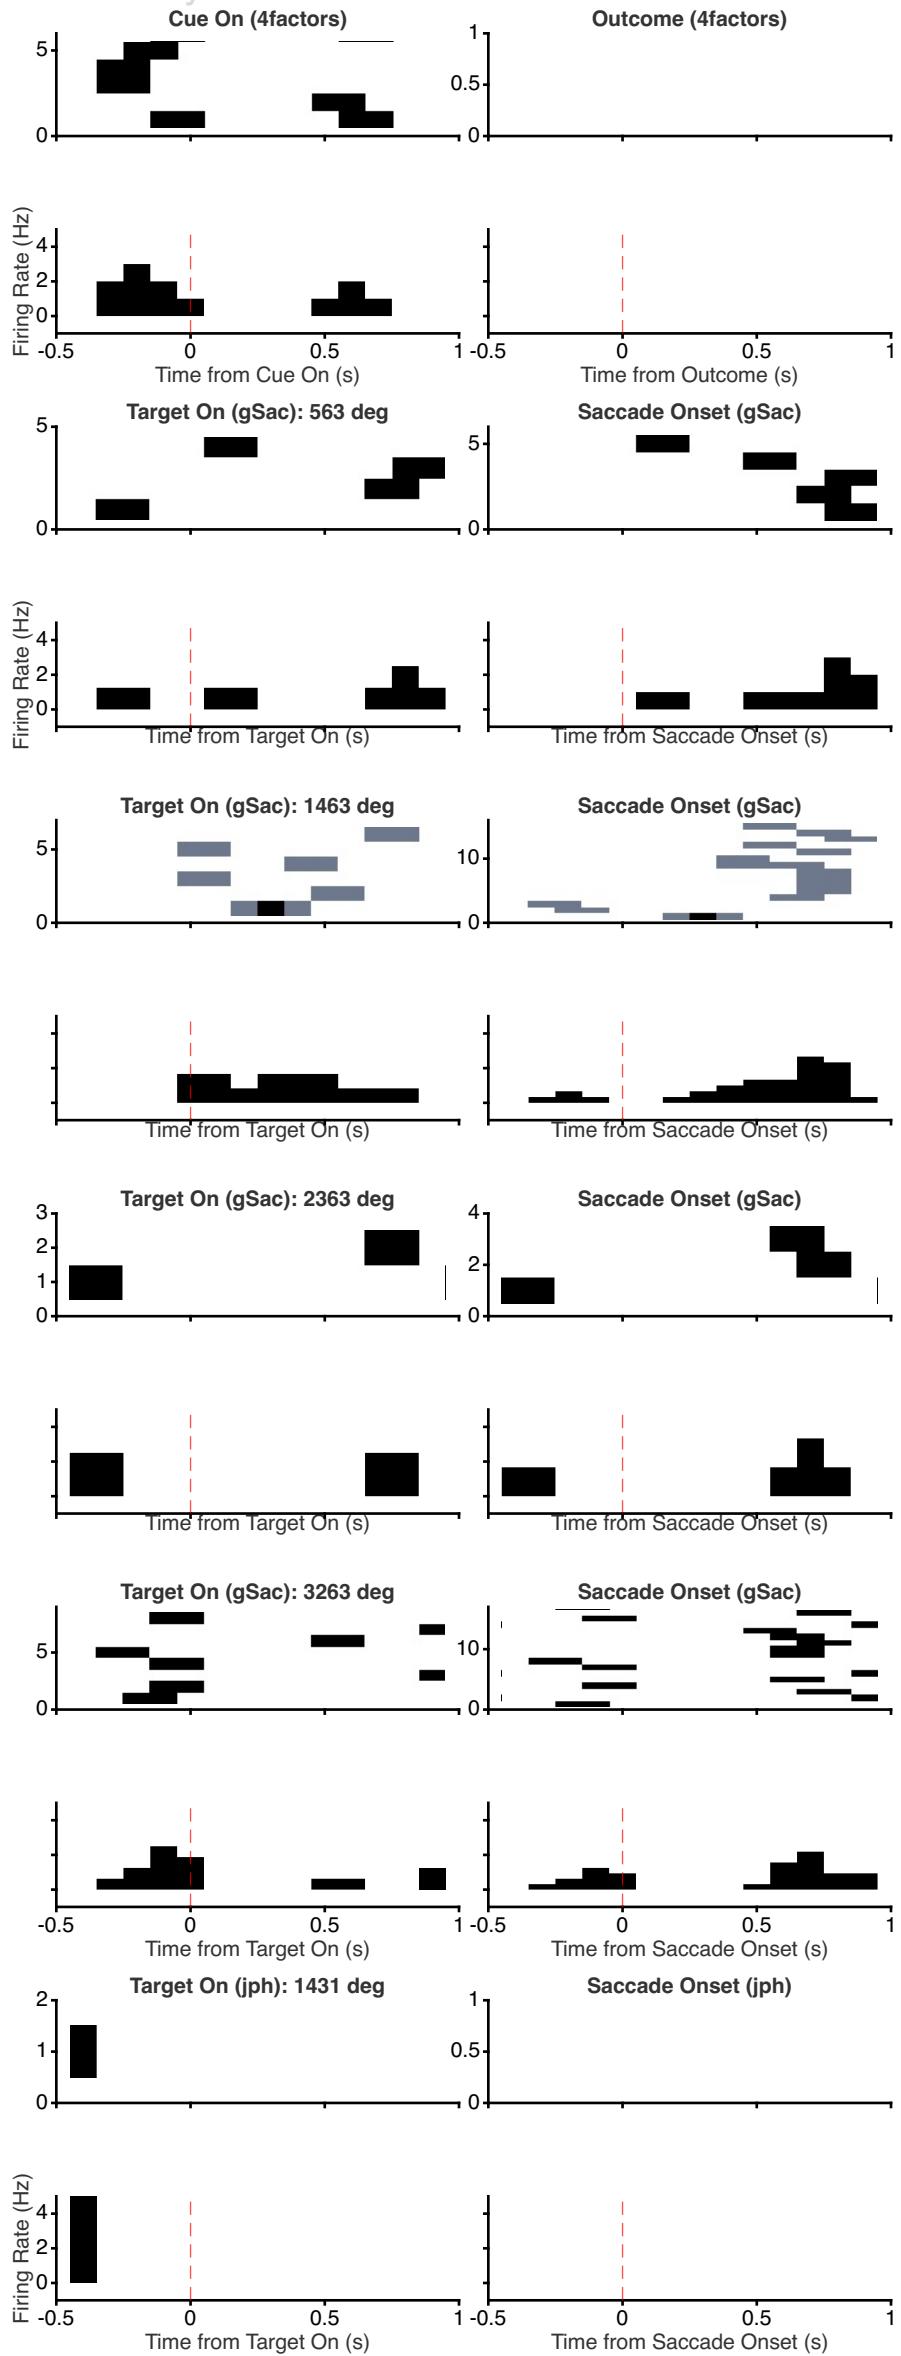 Cue On (4factors) Outcome (4factors)
5 1
0.5
0 0
Firing Rate (Hz)
4
2
0
-0.5 0 0.5 1 -0.5 0 0.5 1
Time from Cue On (s) Time from Outcome (s)
Target On (gSac): 563 deg Saccade Onset (gSac)
5 5
0 0
Firing Rate (Hz)
4
2
0
Time from Target On (s) Time from Saccade Onset (s)
Target On (gSac): 1463 deg Saccade Onset (gSac)
5 10
0 0
Time from Target On (s) Time from Saccade Onset (s)
Target On (gSac): 2363 deg Saccade Onset (gSac)
3 4
2
1 2
0 0
Time from Target On (s) Time from Saccade Onset (s)
Target On (gSac): 3263 deg Saccade Onset (gSac)
5 10
0 0
-0.5 0 0.5 1 -0.5 0 0.5 1
Time from Target On (s) Time from Saccade Onset (s)
Target On (jph): 1431 deg Saccade Onset (jph)
2 1
1 0.5
0 0
Firing Rate (Hz)
4
2
0
-0.5 0 0.5 1 -0.5 0 0.5 1
Time from Target On (s) Time from Saccade Onset (s)